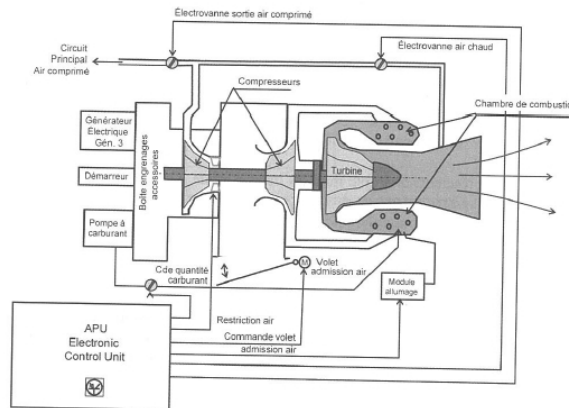 Électrovanne sortie air comprimé
Électrovanne air chaud
Circuit
Principal
Air comprimé
Compresseurs
Chambre de combustio
Générateur
Électrique
Gén. 3
Démarreur
Pompe à
carburant
Boîte engrenages
accessoires
Turbine
Cde quantité
carburant
M
Volet
admission air
Module
allumage
Restriction air
Commande volet
admission air
APU
Electronic
Control Unit